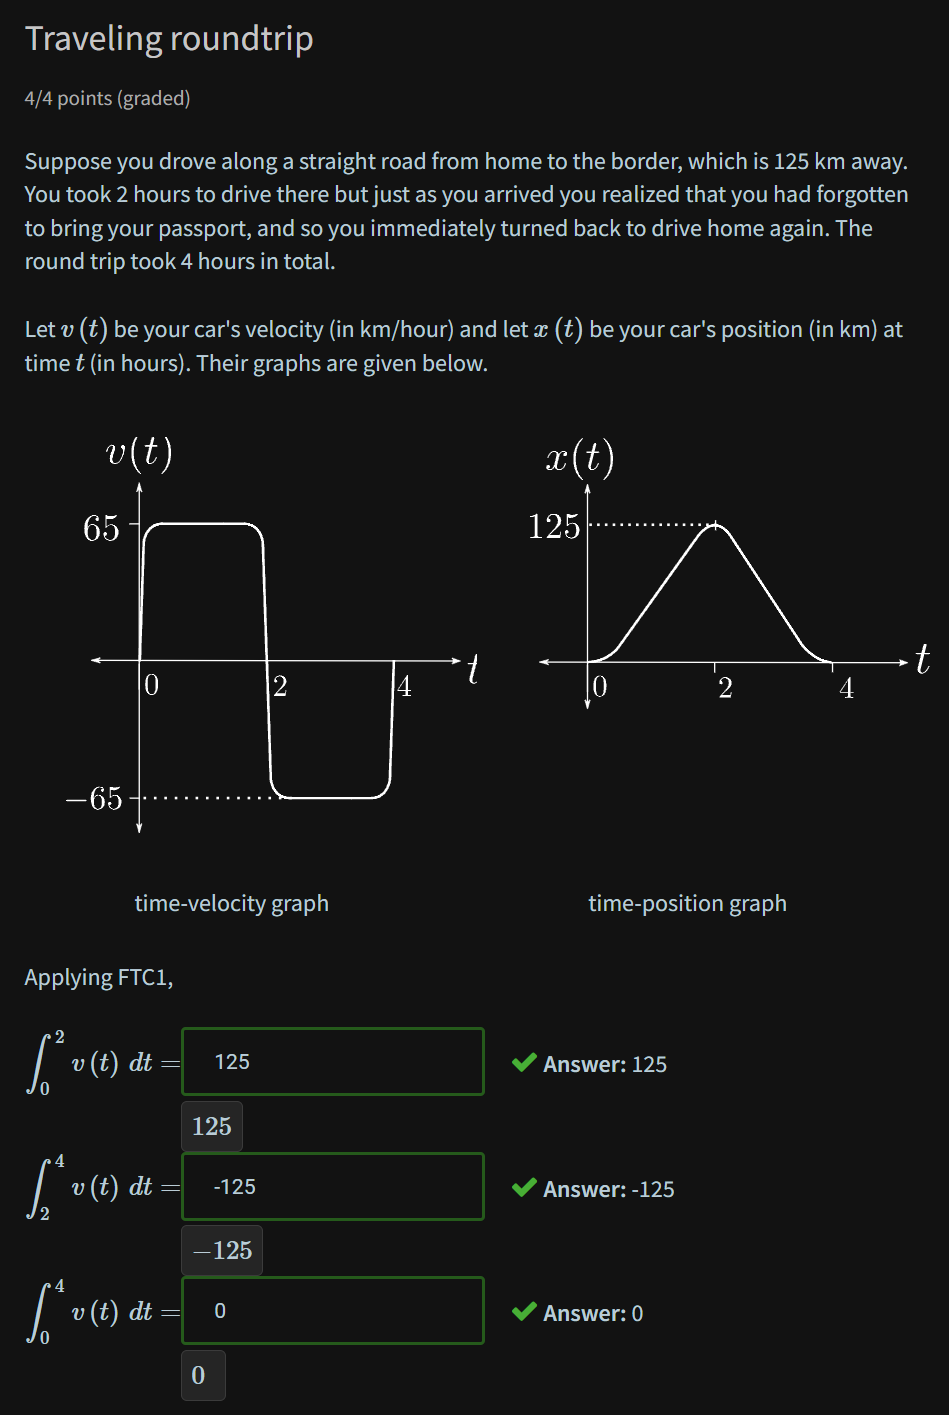 Traveling roundtrip
4/4 points (graded)
Suppose you drove along a straight road from home to the border, which is 125 km away.
You took 2 hours to drive there but just as you arrived you realized that you had forgotten
to bring your passport, and so you immediately turned back to drive home again. The
round trip took 4 hours in total.
Let v (t) be your car's velocity (in km/hour) and let x (t) be your car's position (in km) at
time t (in hours). Their graphs are given below.
v(t)
65
0
2
4
t
−65
time-velocity graph
x(t)
125
0
2
4
t
time-position graph
Applying FTC1,
∫₀² v (t) dt = 125 ✔ Answer: 125
125
∫₂⁴ v (t) dt = -125 ✔ Answer: -125
−125
∫₀⁴ v (t) dt = 0 ✔ Answer: 0
0